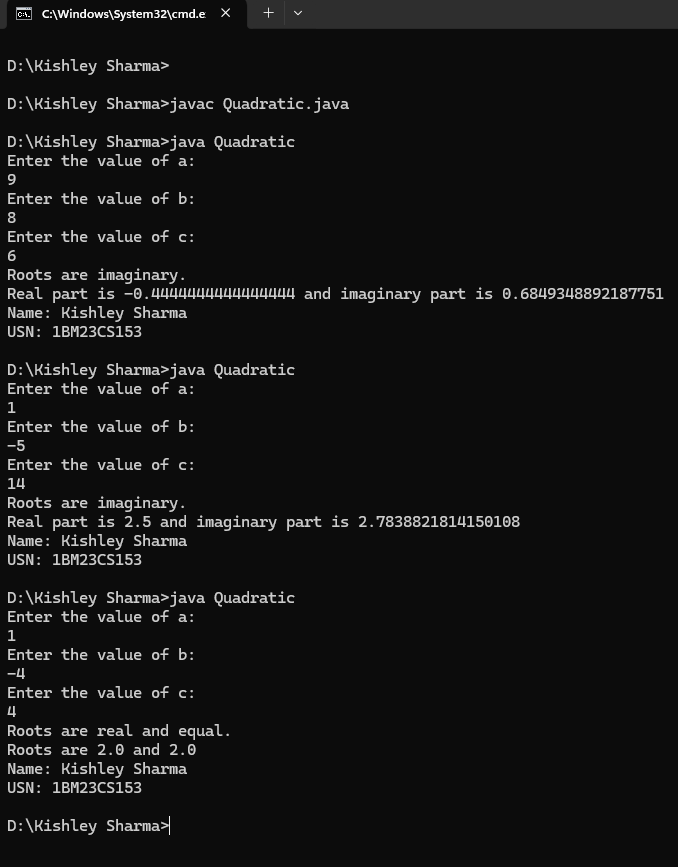 C:\Windows\System32\cmd.e
D:\Kishley Sharma>
D:\Kishley Sharma>javac Quadratic.java
D:\Kishley Sharma>java Quadratic
Enter the value of a:
9
Enter the value of b:
8
Enter the value of c:
6
Roots are imaginary.
Real part is -0.4444444444444444 and imaginary part is 0.6849348892187751
Name: Kishley Sharma
USN: 1BM23CS153
D:\Kishley Sharma>java Quadratic
Enter the value of a:
1
Enter the value of b:
-5
Enter the value of c:
14
Roots are imaginary.
Real part is 2.5 and imaginary part is 2.7838821814150108
Name: Kishley Sharma
USN: 1BM23CS153
D:\Kishley Sharma>java Quadratic
Enter the value of a:
1
Enter the value of b:
-4
Enter the value of c:
4
Roots are real and equal.
Roots are 2.0 and 2.0
Name: Kishley Sharma
USN: 1BM23CS153
D:\Kishley Sharma>